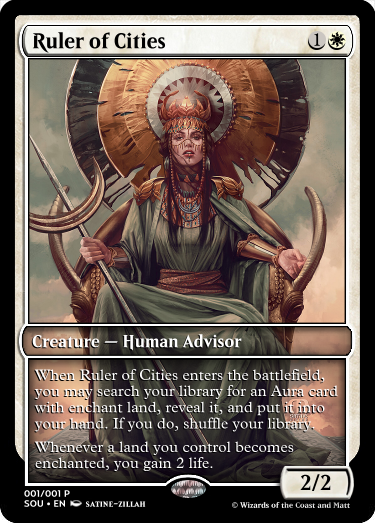 Ruler of Cities 1
Creature — Human Advisor
When Ruler of Cities enters the battlefield,
you may search your library for an Aura card
with enchant land, reveal it, and put it into
your hand. If you do, shuffle your library.
Whenever a land you control becomes
enchanted, you gain 2 life.
2/2
001/001 P
SOU • EN SATINE-ZILLAH
© Wizards of the Coast and Matt